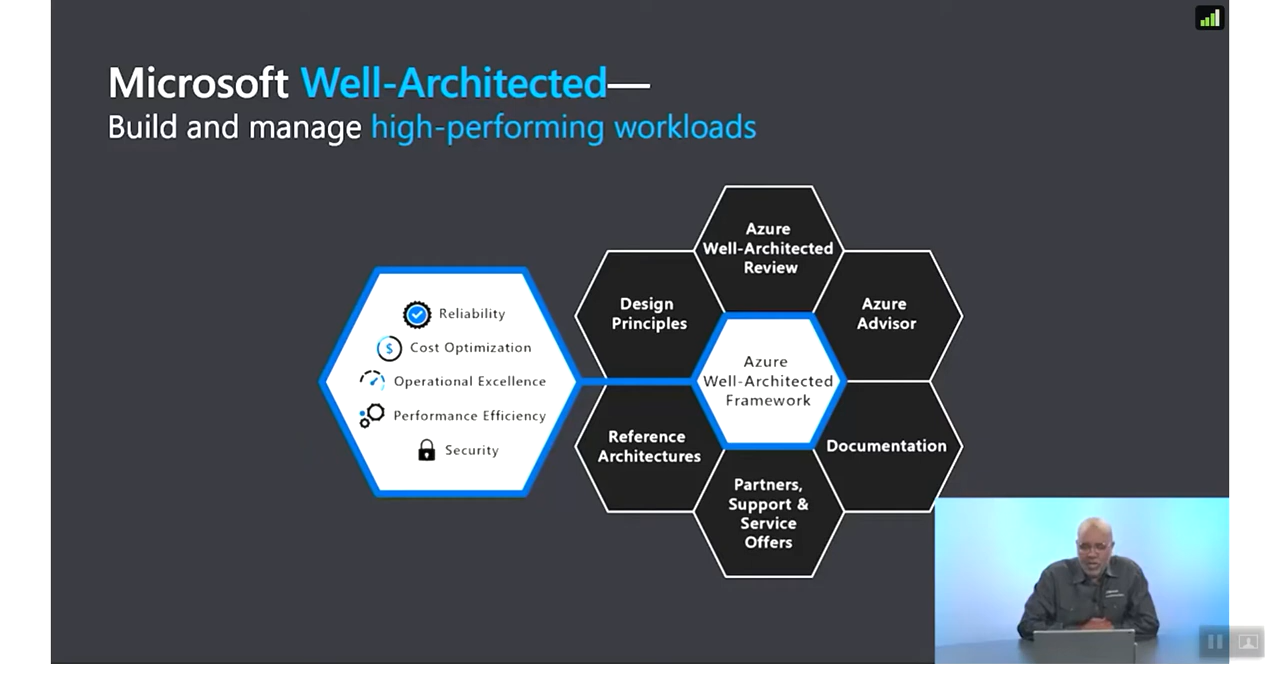 Microsoft Well-Architected—
Build and manage high-performing workloads
Reliability
Cost Optimization
Operational Excellence
Performance Efficiency
Security
Design
Principles
Azure
Well-Architected
Review
Azure
Advisor
Azure
Well-Architected
Framework
Reference
Architectures
Documentation
Partners,
Support &
Service
Offers